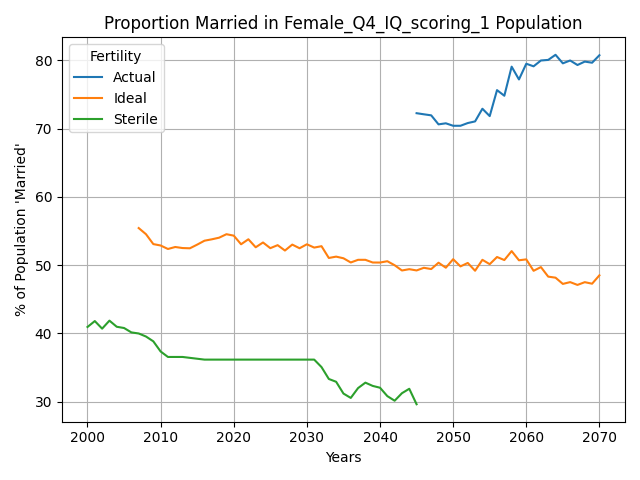 Proportion Married in Female_Q4_IQ_scoring_1 Population
Fertility
Actual
Ideal
Sterile
% of Population 'Married'
80
70
60
50
40
30
2000 2010 2020 2030 2040 2050 2060 2070
Years